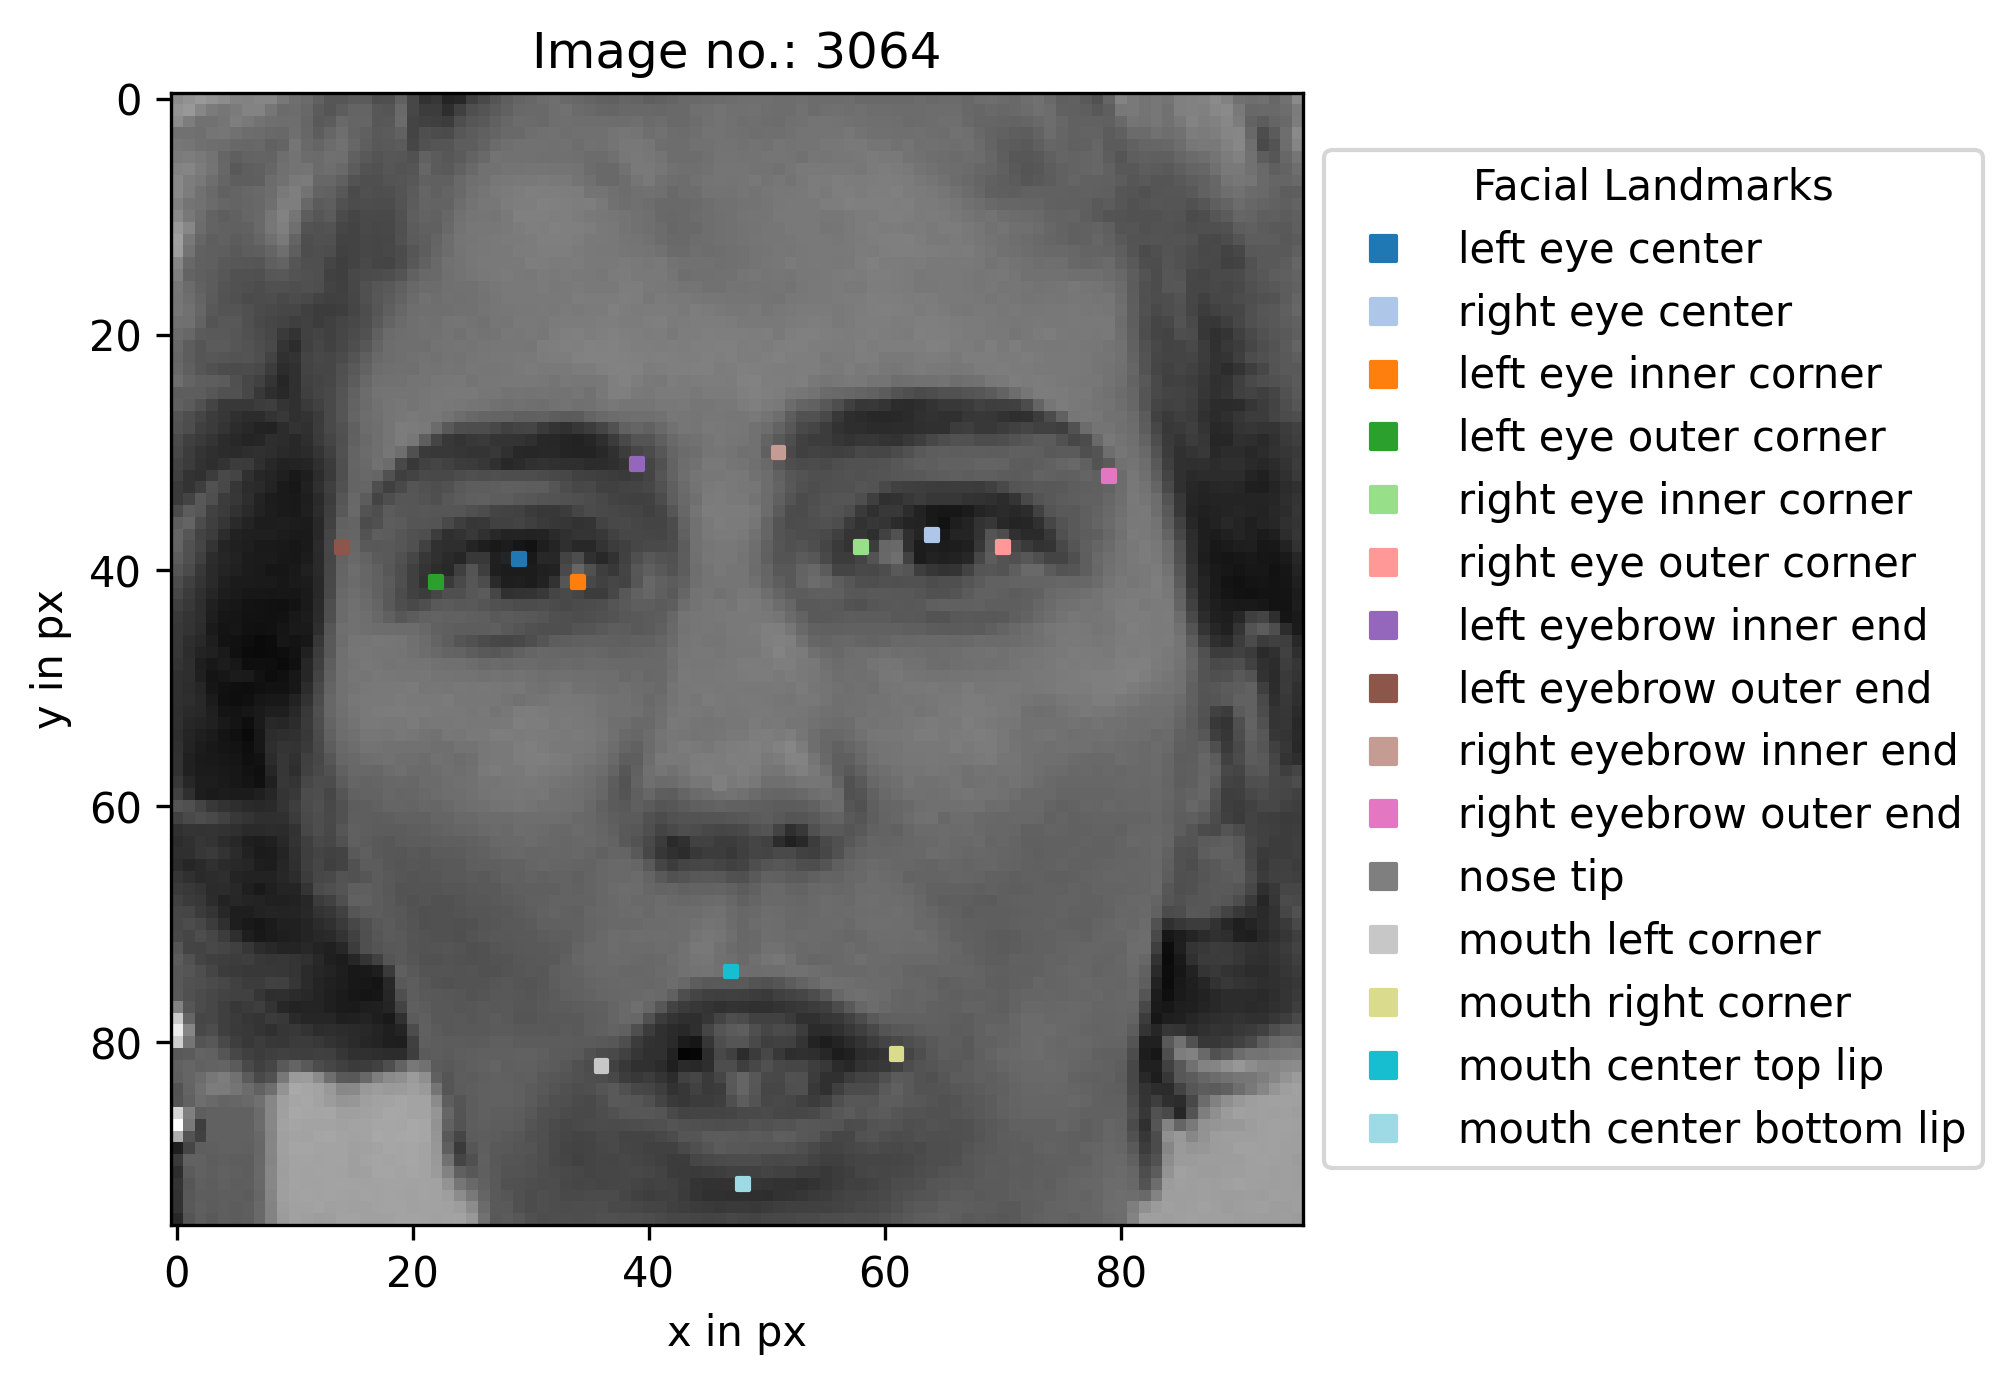 Image no.: 3064
0
20
40
60
80
y in px
0 20 40 60 80
x in px
Facial Landmarks
left eye center
right eye center
left eye inner corner
left eye outer corner
right eye inner corner
right eye outer corner
left eyebrow inner end
left eyebrow outer end
right eyebrow inner end
right eyebrow outer end
nose tip
mouth left corner
mouth right corner
mouth center top lip
mouth center bottom lip